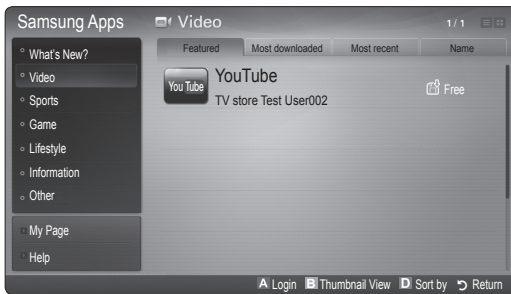 Samsung Apps
Video
1/1
What's New?
Video
Sports
Game
Lifestyle
Information
Other
My Page
Help
Featured Most downloaded Most recent Name
You Tube
YouTube
TV store Test User002
Free
A Login B Thumbnail View D Sort by Return